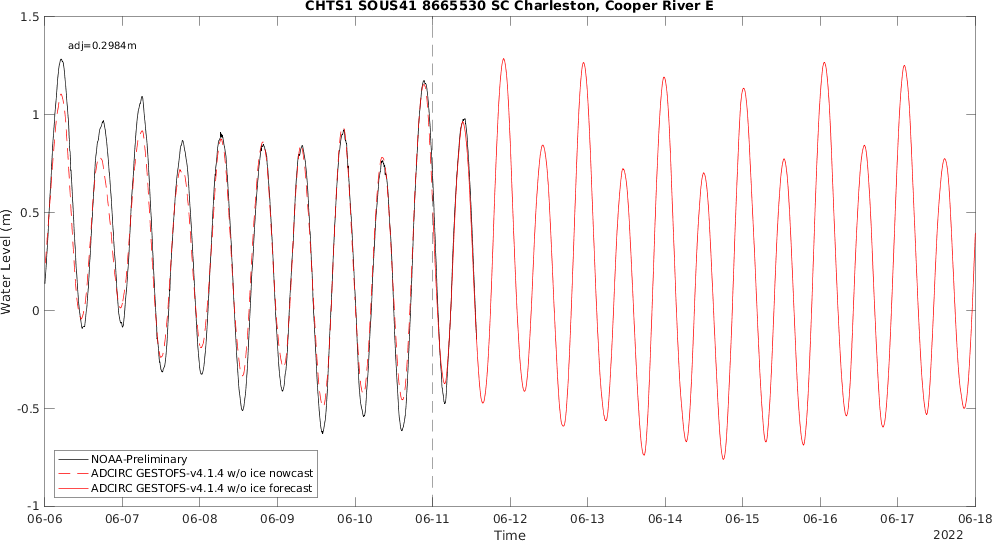 CHTS1 SOUS41 8665530 SC Charleston, Cooper River E
adj=0.2984m
1.5
1
0.5
0
-0.5
-1
Water Level (m)
NOAA-Preliminary
ADCIRC GESTOFS-v4.1.4 w/o ice nowcast
ADCIRC GESTOFS-v4.1.4 w/o ice forecast
06-06 06-07 06-08 06-09 06-10 06-11 06-12 06-13 06-14 06-15 06-16 06-17 06-18
Time
2022